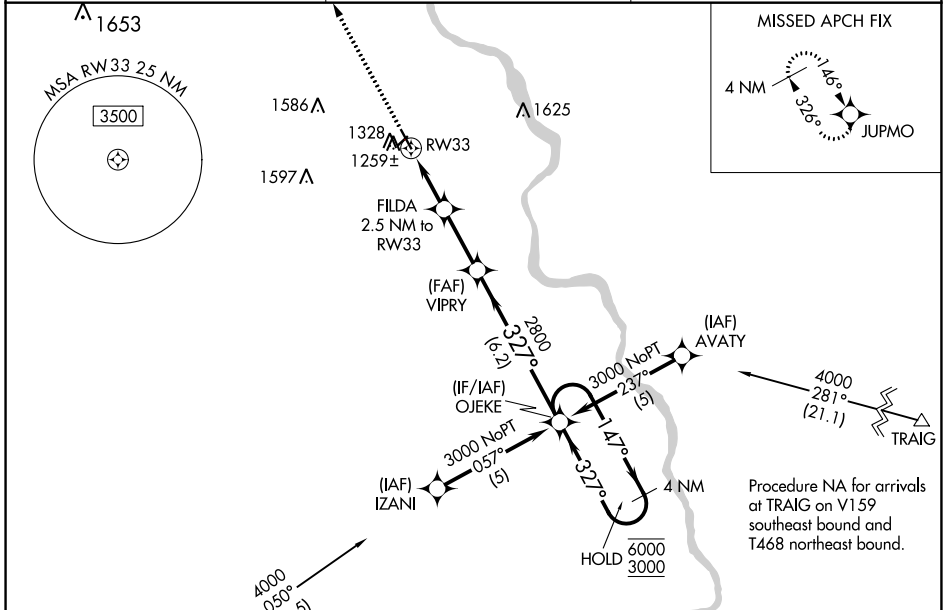 1653
MSA RW33 25 NM
3500
1586
1328
1259±
1597
RW33
1625
MISSED APCH FIX
4 NM
146°
326°
JUPMO
FILDA
2.5 NM to
RW33
(FAF)
VIPRY
2800
327°
(6.2)
(IAF)
AVATY
3000 NoPT
237°
(5)
4000
281°
(21.1)
TRAIG
(IF/IAF)
OJEKE
3000 NoPT
057°
(5)
(IAF)
IZANI
147°
327°
4 NM
HOLD
6000
3000
Procedure NA for arrivals
at TRAIG on V159
southeast bound and
T468 northeast bound.
4000
050°